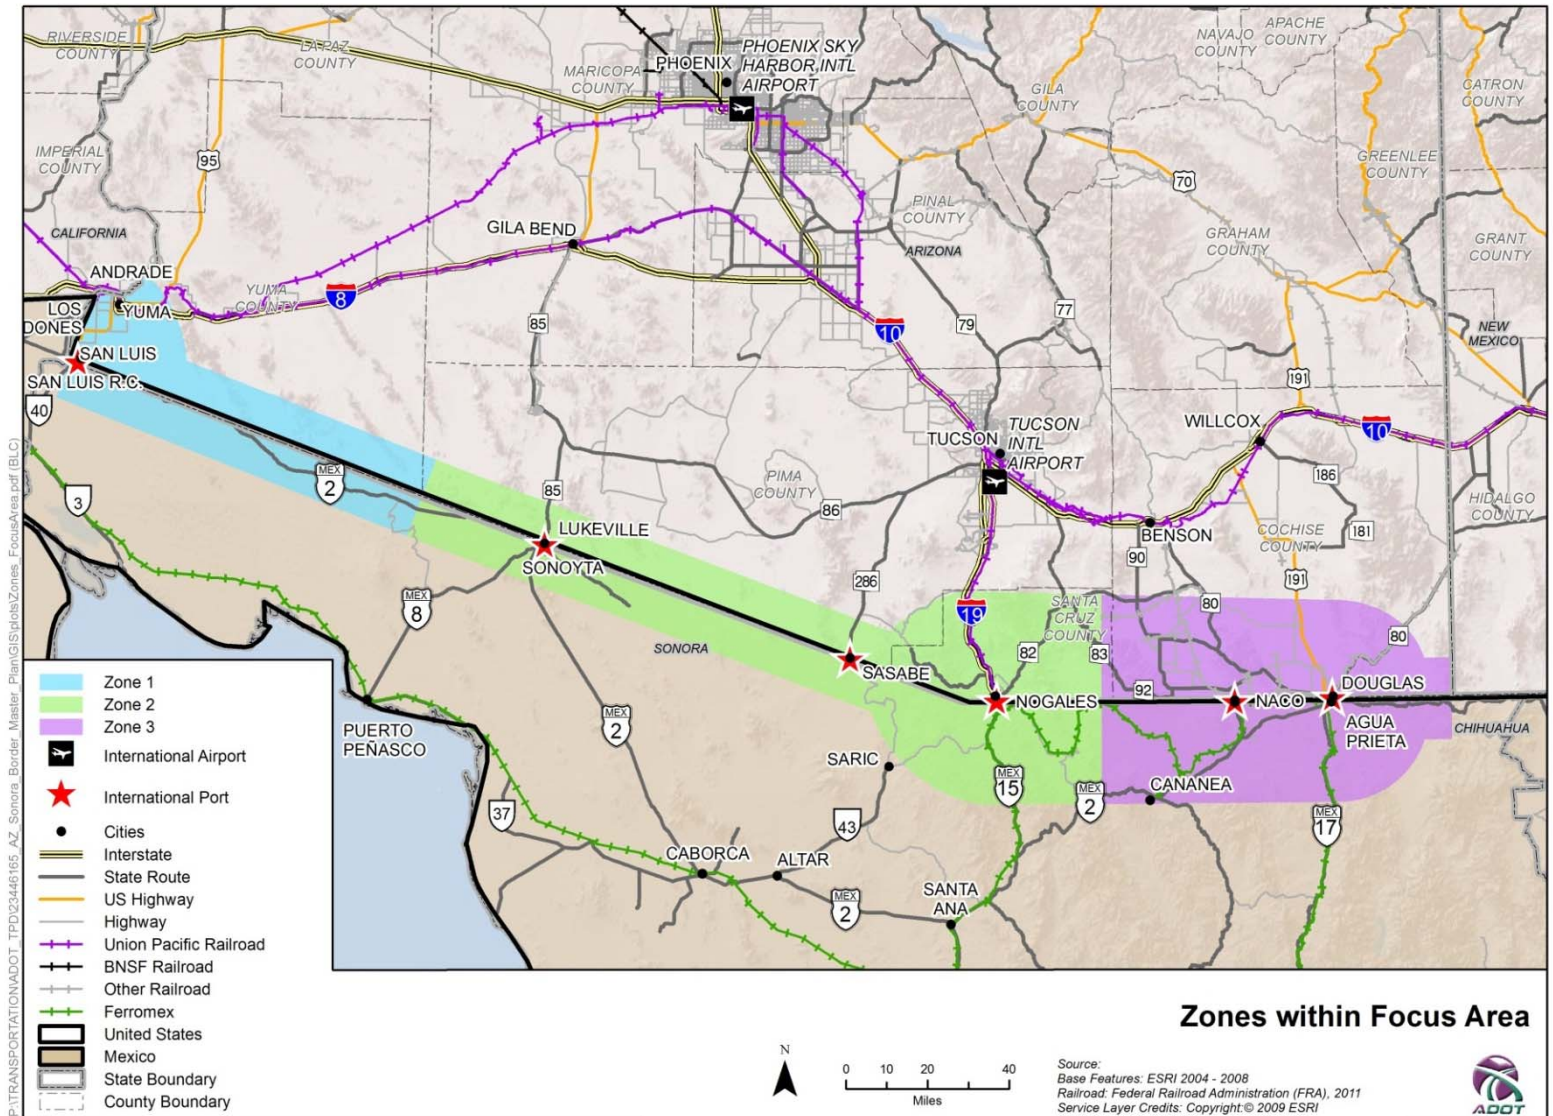 RIVERSIDE
COUNTY
LA PAZ
COUNTY
MARICOPA
COUNTY
PHOENIX
PHOENIX SKY
HARBOR INTL
AIRPORT
NAVAJO
COUNTY
APACHE
COUNTY
GILA
COUNTY
CATRON
COUNTY
IMPERIAL
COUNTY
95
GREENLEE
COUNTY
70
PINAL
COUNTY
CALIFORNIA
GILA BEND
ARIZONA
GRAHAM
COUNTY
GRANT
COUNTY
ANDRADE
YUMA
COUNTY
8
LOS
DONES
YUMA
85
79
77
10
NEW
MEXICO
SAN LUIS
SAN LUIS R.C.
40
191
WILLCOX
10
TUCSON
TUCSON
INTL
AIRPORT
MEX
2
3
85
PIMA
COUNTY
86
186
HIDALGO
COUNTY
181
COCHISE
COUNTY
BENSON
90
LUKEVILLE
SONOYTA
286
191
MEX
8
19
SANTA
CRUZ
COUNTY
80
80
SONORA
82
83
SASABE
92
NOGALES
NACO
DOUGLAS
AGUA
PRIETA
CHIHUAHUA
PUERTO
PEÑASCO
MEX
2
SARIC
MEX
15
MEX
2
CANANEA
37
43
MEX
17
CABORCA
ALTAR
MEX
2
SANTA
ANA
Zone 1
Zone 2
Zone 3
International Airport
International Port
Cities
Interstate
State Route
US Highway
Highway
Union Pacific Railroad
BNSF Railroad
Other Railroad
Ferromex
United States
Mexico
State Boundary
County Boundary
P:\TRANSPORTATION\ADOT_TPD\23446165_AZ_Sonora_Border_Master_Plan\GIS\plots\Zones_FocusArea.pdf (BLC)
Zones within Focus Area
N
0 10 20 40
Miles
Source:
Base Features: ESRI 2004 - 2008
Railroad: Federal Railroad Administration (FRA), 2011
Service Layer Credits: Copyright:© 2009 ESRI
ADOT